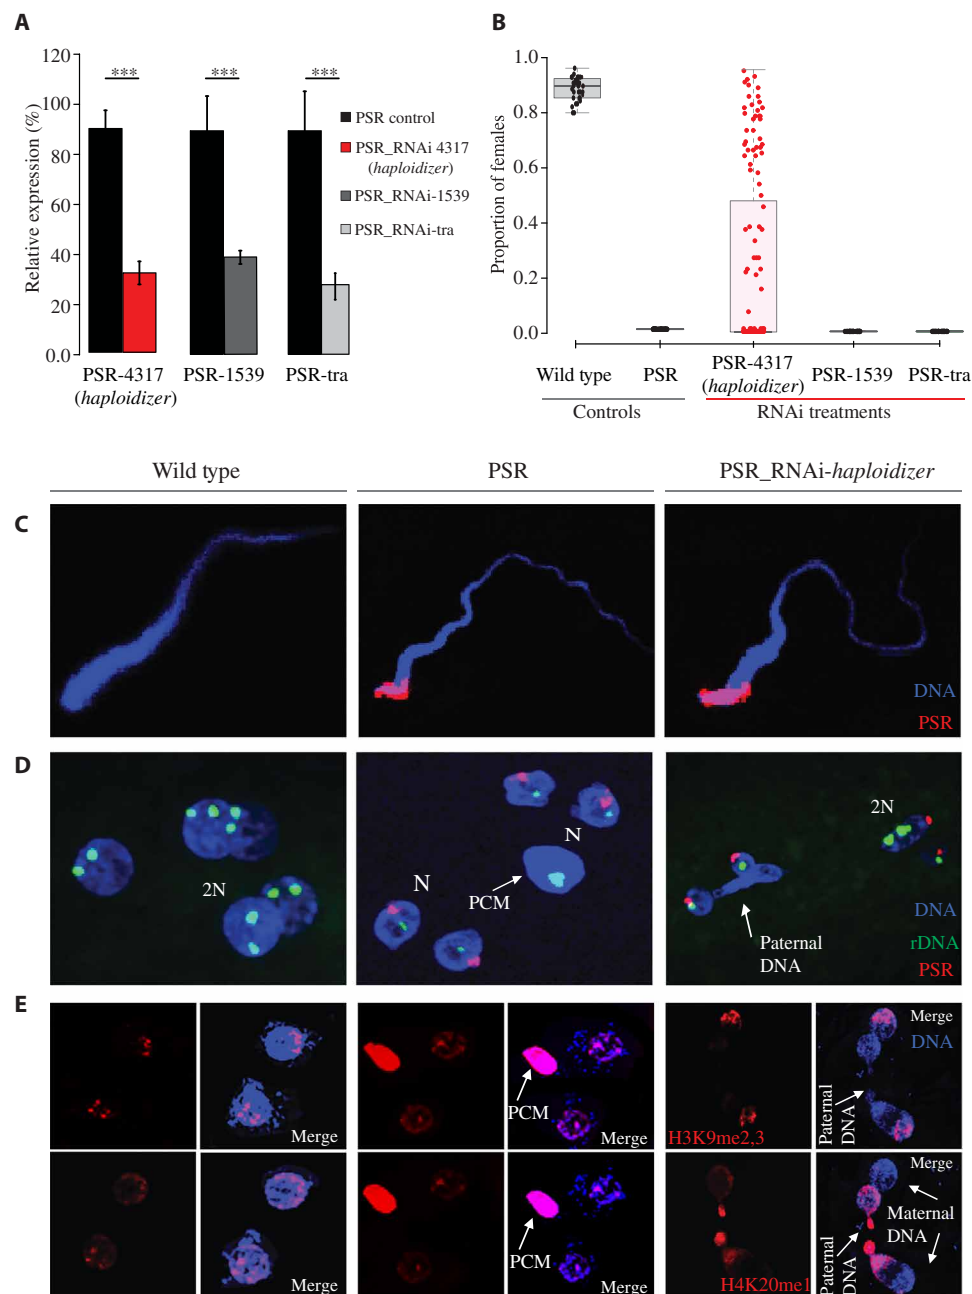 A
120
100
80
60
40
20
0.0
Relative expression (%)
***
***
***
PSR control
PSR_RNAi 4317
(haploidizer)
PSR_RNAi-1539
PSR_RNAi-tra
PSR-4317
(haploidizer)
PSR-1539
PSR-tra
B
1.0
0.8
0.6
0.4
0.2
0.0
Proportion of females
Wild type
PSR
PSR-4317
(haploidizer)
PSR-1539
PSR-tra
Controls
RNAi treatments
Wild type
PSR
PSR_RNAi-haploidizer
C
DNA
PSR
D
2N
N
N
PCM
2N
Paternal
DNA
DNA
rDNA
PSR
E
Merge
PCM
Merge
H3K9me2,3
Merge
DNA
Paternal
DNA
Merge
PCM
Merge
H4K20me1
Merge
Maternal
DNA
Paternal
DNA